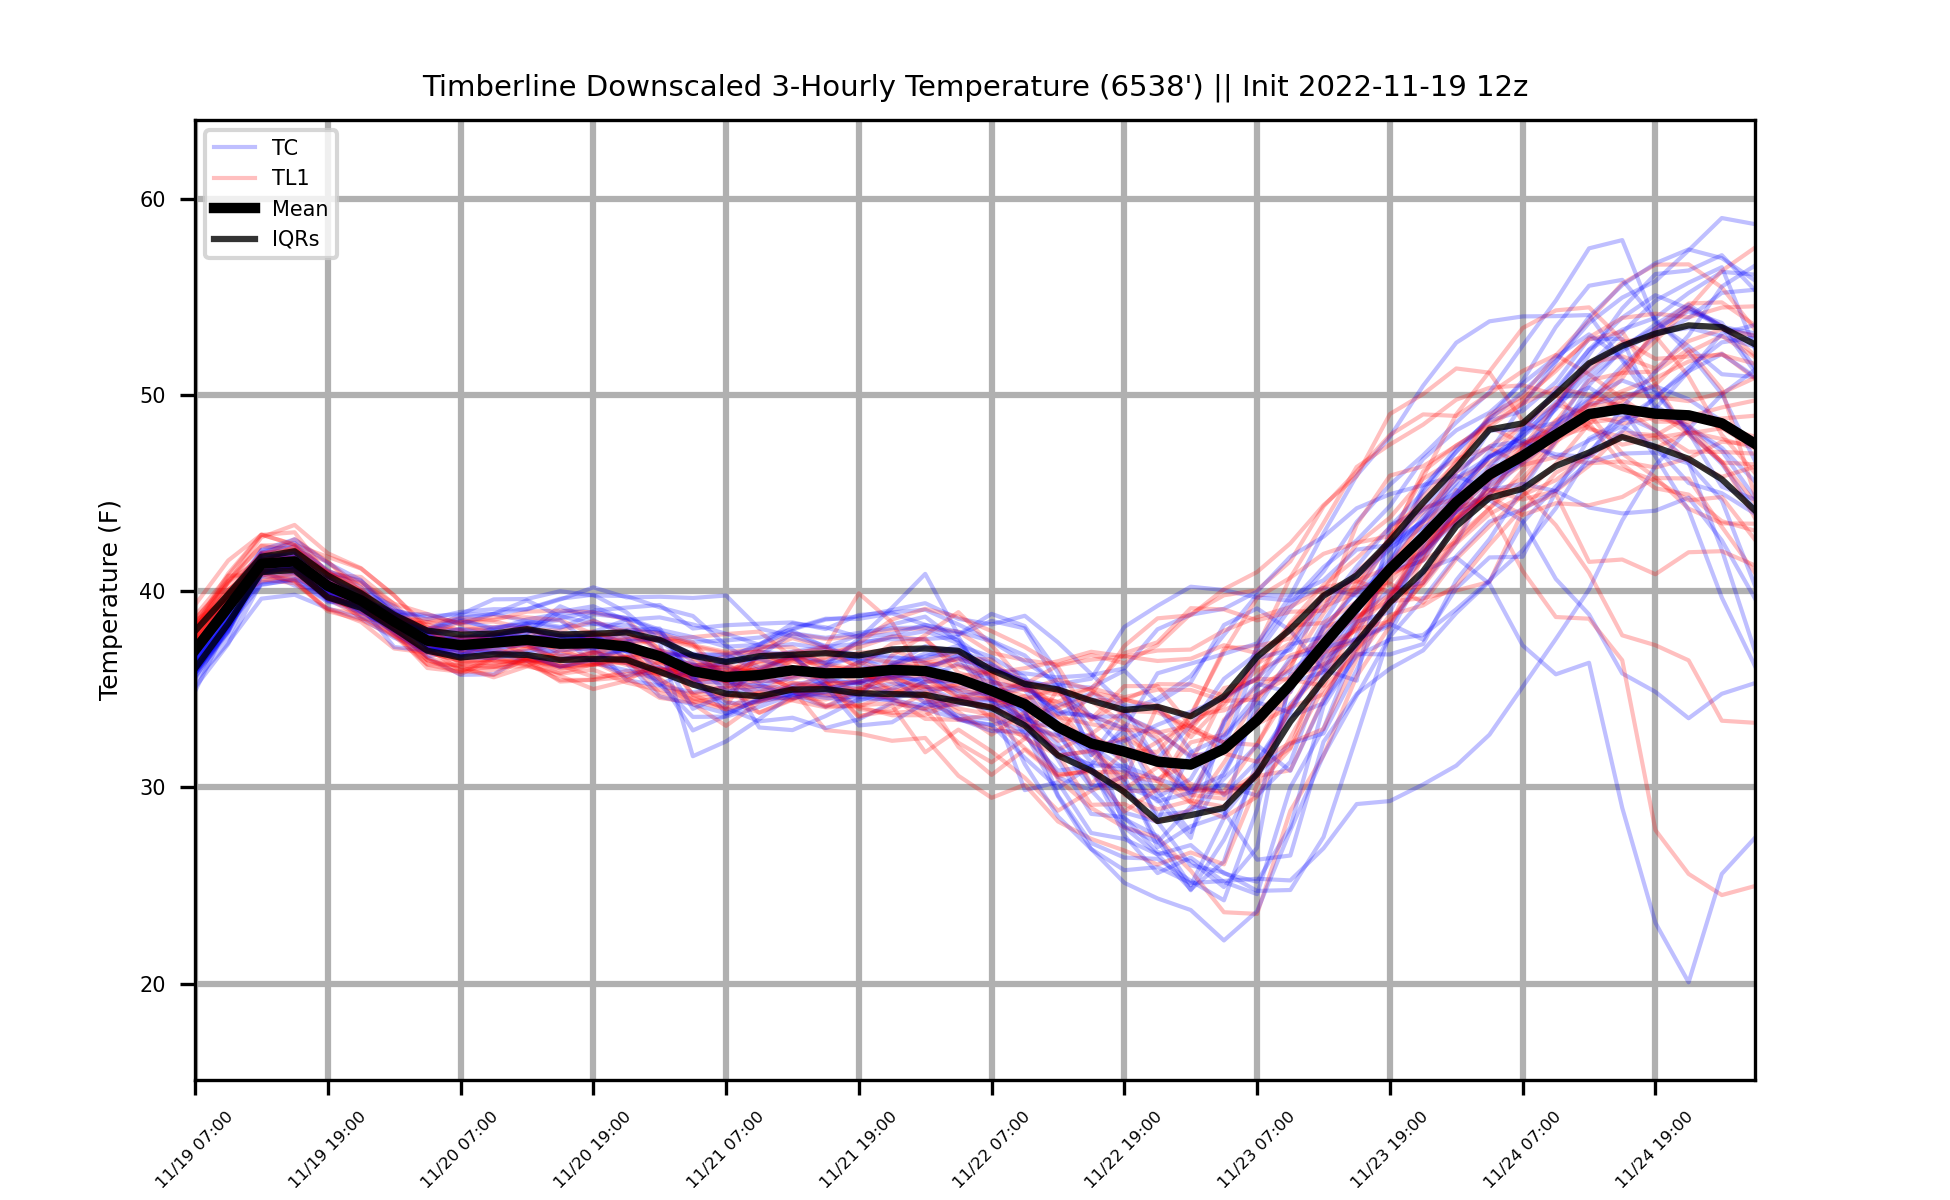 Timberline Downscaled 3-Hourly Temperature (6538') || Init 2022-11-19 12z
TC
TL1
Mean
IQRs
Temperature (F)
60
50
40
30
20
11/19 07:00
11/19 19:00
11/20 07:00
11/20 19:00
11/21 07:00
11/21 19:00
11/22 07:00
11/22 19:00
11/23 07:00
11/23 19:00
11/24 07:00
11/24 19:00